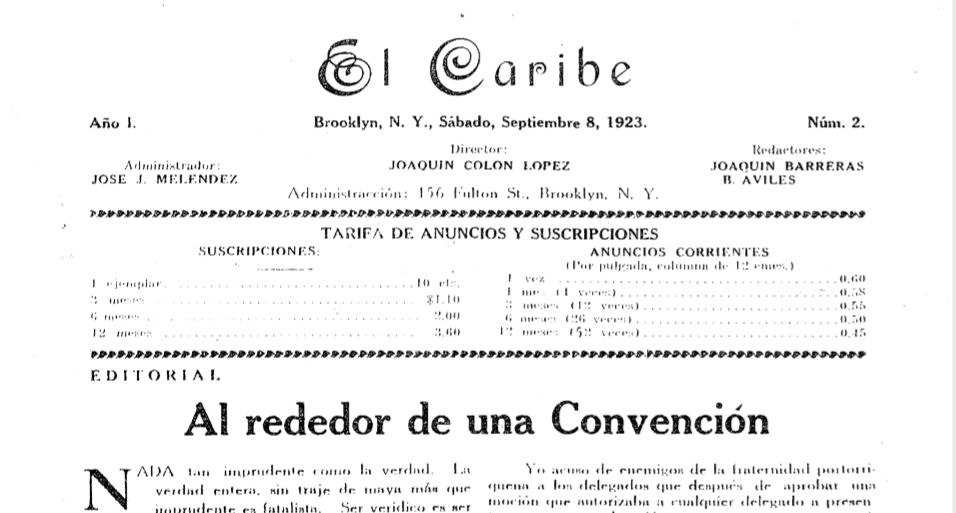 El Caribe
Año I.
Brooklyn, N. Y., Sábado, Septiembre 8, 1923.
Núm. 2.
Administrador:
JOSE J. MELENDEZ
Director:
JOAQUIN COLON LOPEZ
Redactores:
JOAQUIN BARRERAS
B. AVILES
Administracción: 156 Fulton St., Brooklyn, N. Y.
TARIFA DE ANUNCIOS Y SUSCRIPCIONES
SUSCRIPCIONES:
1 ejemplar 10 cts.
3 meses $1.10
6 meses 2.00
12 meses 3.60
ANUNCIOS CORRIENTES
(Por pulgada, columna de 12 emes.)
1 vez 0.60
1 mes (4 veces) 0.58
3 meses (12 veces) 0.55
6 meses (26 veces) 0.50
12 meses (52 veces) 0.45
EDITORIAL
Al rededor de una Convención
NADA tan imprudente como la verdad. La
verdad entera, sin traje de maya más que
imprudente es fatalista. Ser verídico es ser
Yo acuso de enemigos de la fraternidad portorri-
queña a los delegados que después de aprobar una
moción que autorizaba a cualquier delegado a presen